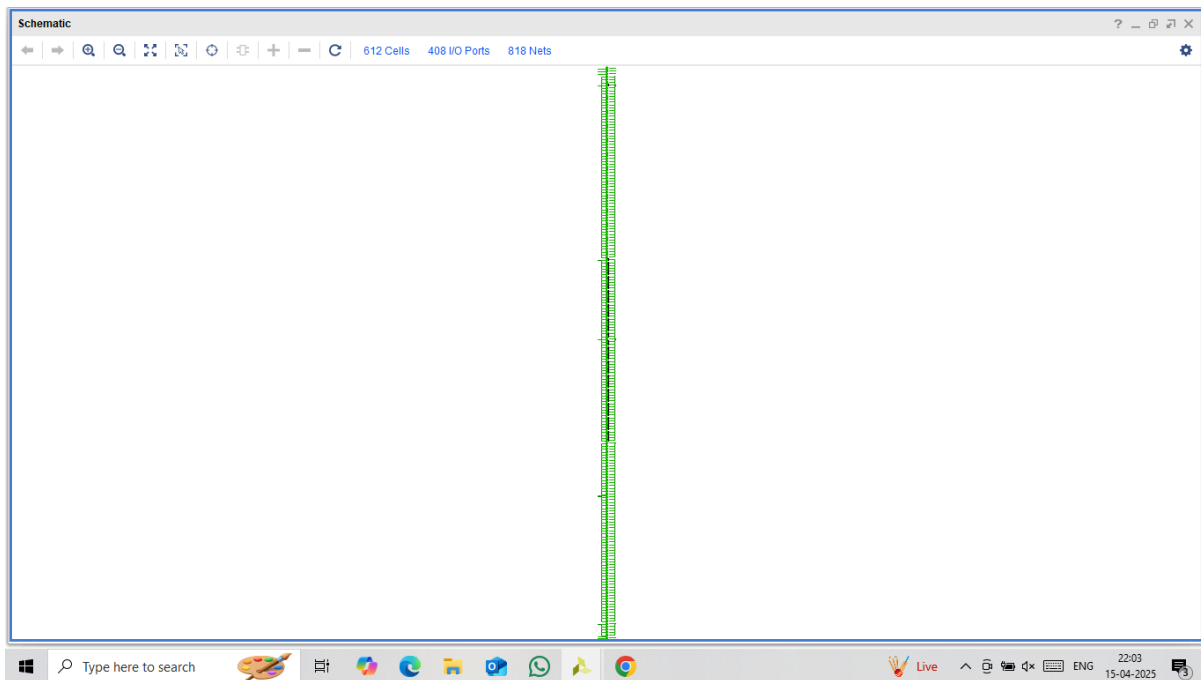 Schematic
612 Cells 408 I/O Ports 818 Nets
Type here to search
Live
ENG
22:03
15-04-2025
3